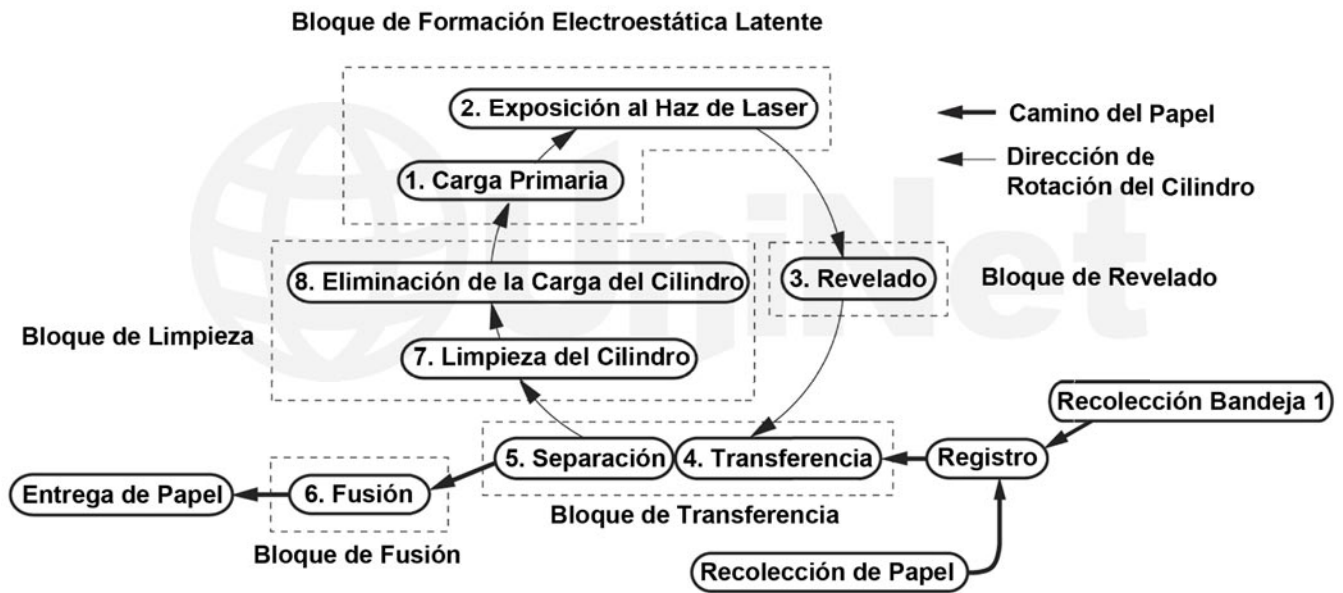 Bloque de Formación Electroestática Latente
2. Exposición al Haz de Laser
1. Carga Primaria
Camino del Papel
Dirección de
Rotación del Cilindro
8. Eliminación de la Carga del Cilindro
3. Revelado
Bloque de Revelado
Bloque de Limpieza
7. Limpieza del Cilindro
Recolección Bandeja 1
5. Separación
4. Transferencia
Registro
Entrega de Papel
6. Fusión
Bloque de Transferencia
Bloque de Fusión
Recolección de Papel
UniNet